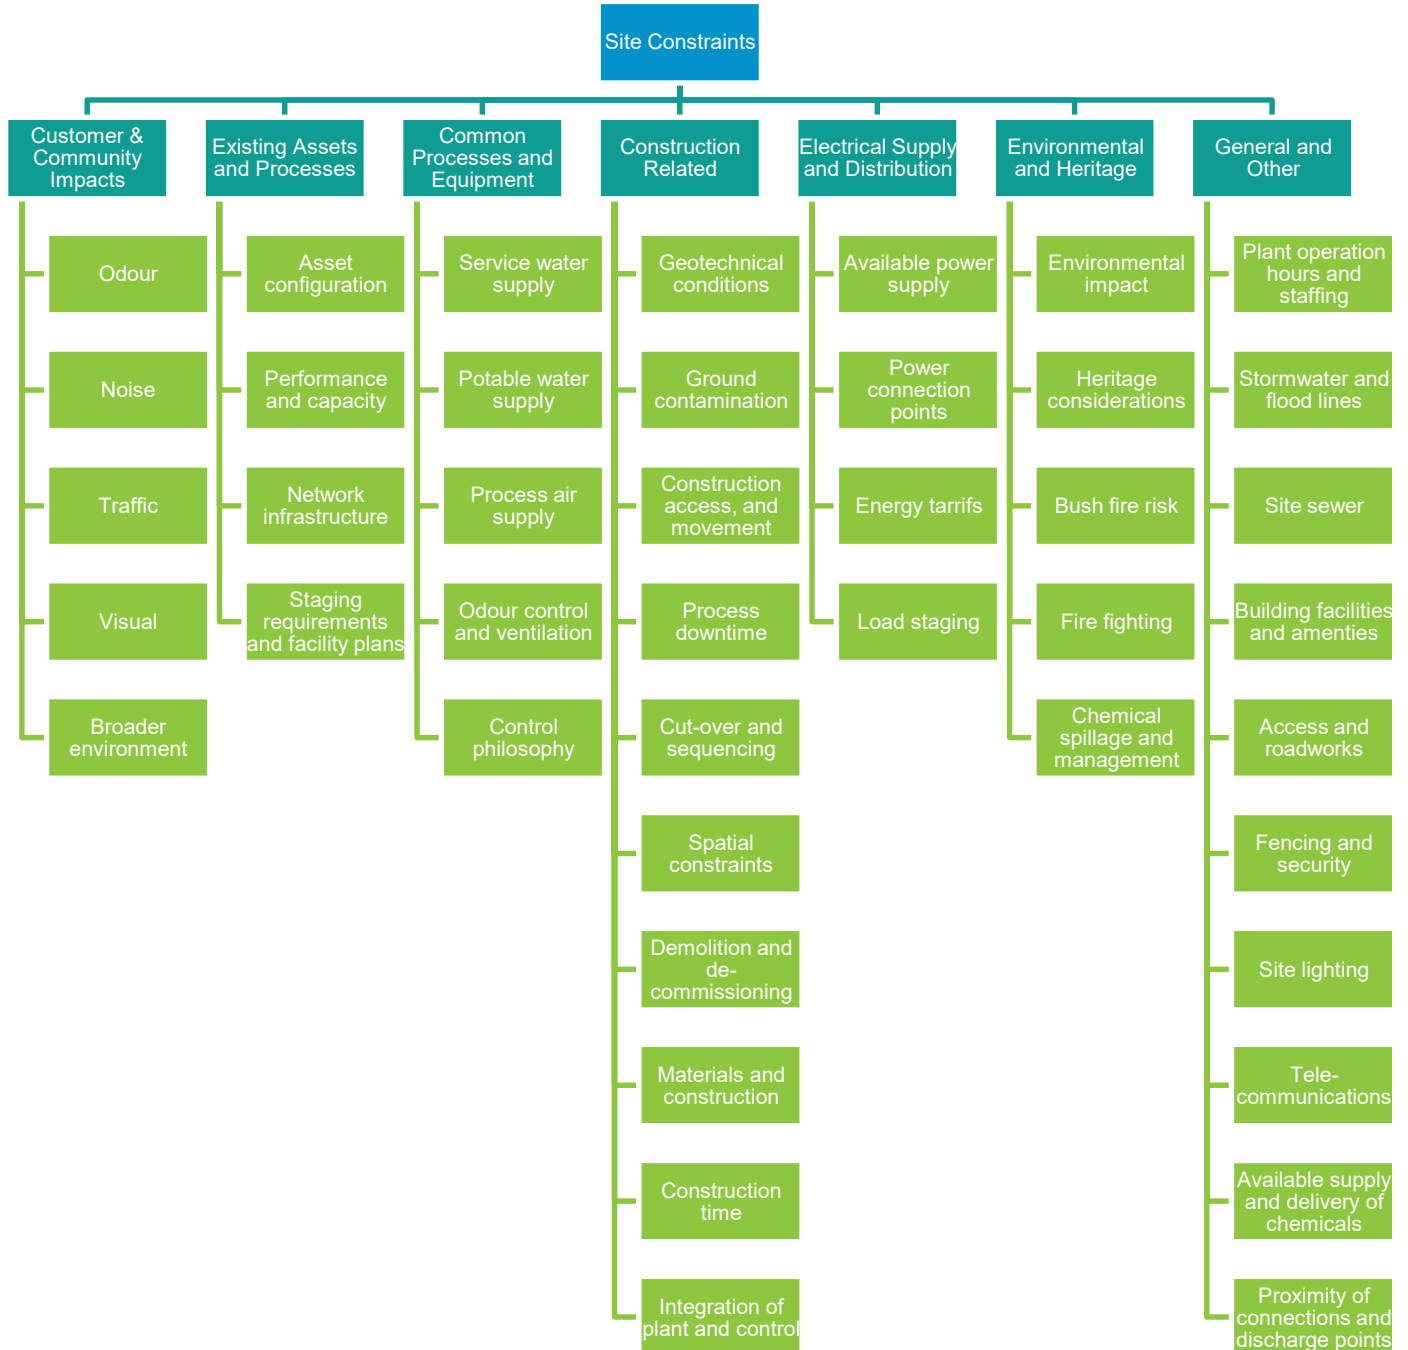 Site Constraints
Customer &
Community
Impacts
Odour
Noise
Traffic
Visual
Broader
environment
Existing Assets
and Processes
Asset
configuration
Performance
and capacity
Network
infrastructure
Staging
requirements
and facility plans
Common
Processes and
Equipment
Service water
supply
Potable water
supply
Process air
supply
Odour control
and ventilation
Control
philosophy
Construction
Related
Geotechnical
conditions
Ground
contamination
Construction
access, and
movement
Process
downtime
Cut-over and
sequencing
Spatial
constraints
Demolition and
de-
commissioning
Materials and
construction
Construction
time
Integration of
plant and control
Electrical Supply
and Distribution
Available power
supply
Power
connection
points
Energy tarrifs
Load staging
Environmental
and Heritage
Environmental
impact
Heritage
considerations
Bush fire risk
Fire fighting
Chemical
spillage and
management
General and
Other
Plant operation
hours and
staffing
Stormwater and
flood lines
Site sewer
Building facilities
and amenties
Access and
roadworks
Fencing and
security
Site lighting
Tele-
communications
Available supply
and delivery of
chemicals
Proximity of
connections and
discharge points